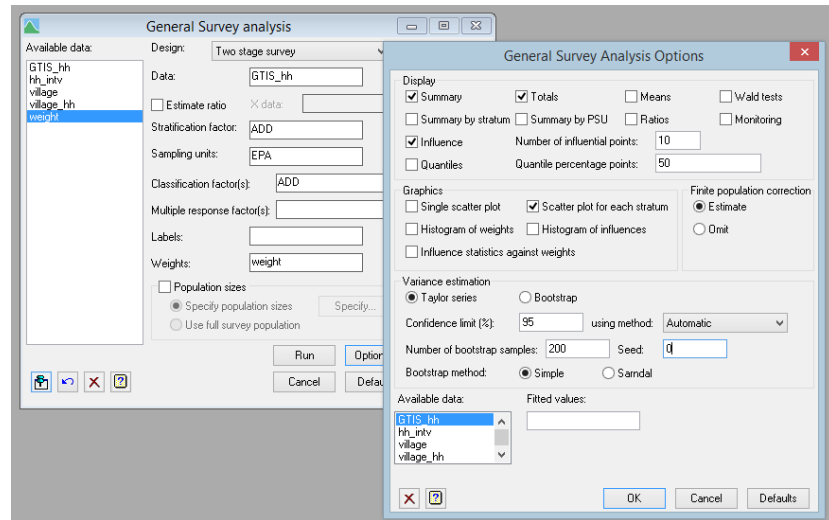 General Survey analysis
Available data:
GTIS_hh
hh_intv
village
village_hh
weight
Design: Two stage survey
Data: GTIS_hh
Estimate ratio X data:
Stratification factor: ADD
Sampling units: EPA
Classification factor(s): ADD
Multiple response factor(s):
Labels:
Weights: weight
Population sizes
Specify population sizes Specify...
Use full survey population
Run Option
Cancel Defau
General Survey Analysis Options
Display
Summary Totals Means Wald tests
Summary by stratum Summary by PSU Ratios Monitoring
Influence Number of influential points: 10
Quantiles Quantile percentage points: 50
Graphics Finite population correction
Single scatter plot Scatter plot for each stratum Estimate
Histogram of weights Histogram of influences Omit
Influence statistics against weights
Variance estimation
Taylor series Bootstrap
Confidence limit (%): 95 using method: Automatic
Number of bootstrap samples: 200 Seed: 0
Bootstrap method: Simple Sarndal
Available data: Fitted values:
GTIS_hh
hh_intv
village
village_hh
OK Cancel Defaults